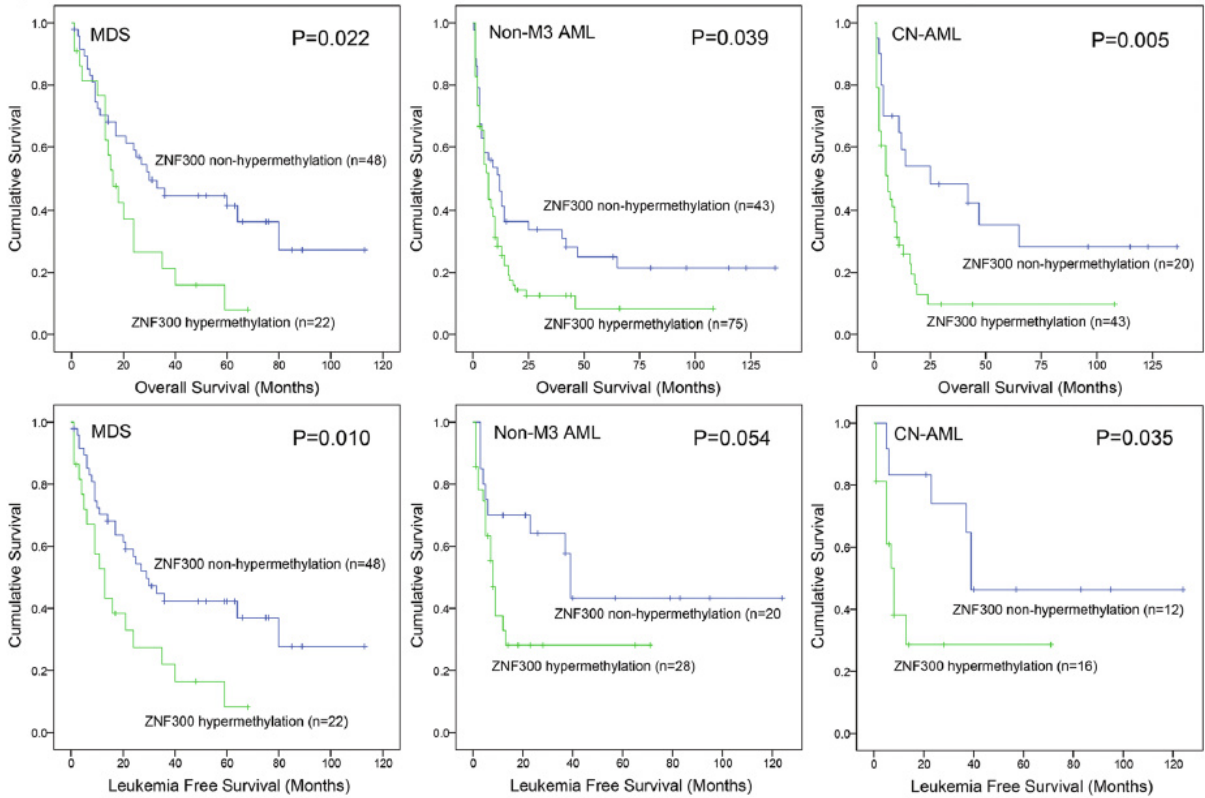 MDS
P=0.022
Cumulative Survival
1.0
0.8
0.6
0.4
0.2
0.0
ZNF300 non-hypermethylation (n=48)
ZNF300 hypermethylation (n=22)
0 20 40 60 80 100 120
Overall Survival (Months)
Non-M3 AML
P=0.039
Cumulative Survival
1.0
0.8
0.6
0.4
0.2
0.0
ZNF300 non-hypermethylation (n=43)
ZNF300 hypermethylation (n=75)
0 25 50 75 100 125
Overall Survival (Months)
CN-AML
P=0.005
Cumulative Survival
1.0
0.8
0.6
0.4
0.2
0.0
ZNF300 non-hypermethylation (n=20)
ZNF300 hypermethylation (n=43)
0 25 50 75 100 125
Overall Survival (Months)
MDS
P=0.010
Cumulative Survival
1.0
0.8
0.6
0.4
0.2
0.0
ZNF300 non-hypermethylation (n=48)
ZNF300 hypermethylation (n=22)
0 20 40 60 80 100 120
Leukemia Free Survival (Months)
Non-M3 AML
P=0.054
Cumulative Survival
1.0
0.8
0.6
0.4
0.2
0.0
ZNF300 non-hypermethylation (n=20
ZNF300 hypermethylation (n=28)
0 20 40 60 80 100 120
Leukemia Free Survival (Months)
CN-AML
P=0.035
Cumulative Survival
1.0
0.8
0.6
0.4
0.2
0.0
ZNF300 non-hypermethylation (n=12)
ZNF300 hypermethylation (n=16)
0 20 40 60 80 100 120
Leukemia Free Survival (Months)